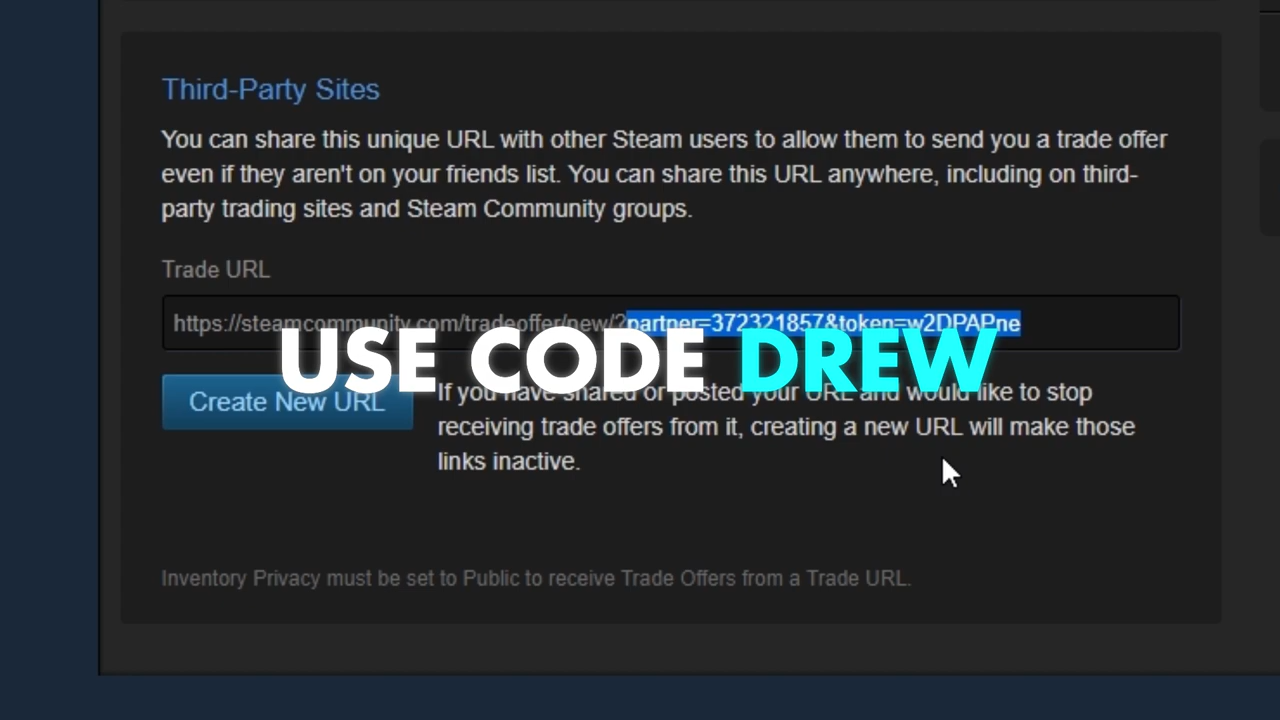 Third-Party Sites
You can share this unique URL with other Steam users to allow them to send you a trade offer
even if they aren't on your friends list. You can share this URL anywhere, including on third-
party trading sites and Steam Community groups.
Trade URL
https://steamcommunity.com/tradeoffer/new/?partner=372321857&token=w2DPAPne
USE CODE DREW
Create New URL
If you have shared or posted your URL and would like to stop
receiving trade offers from it, creating a new URL will make those
links inactive.
Inventory Privacy must be set to Public to receive Trade Offers from a Trade URL.